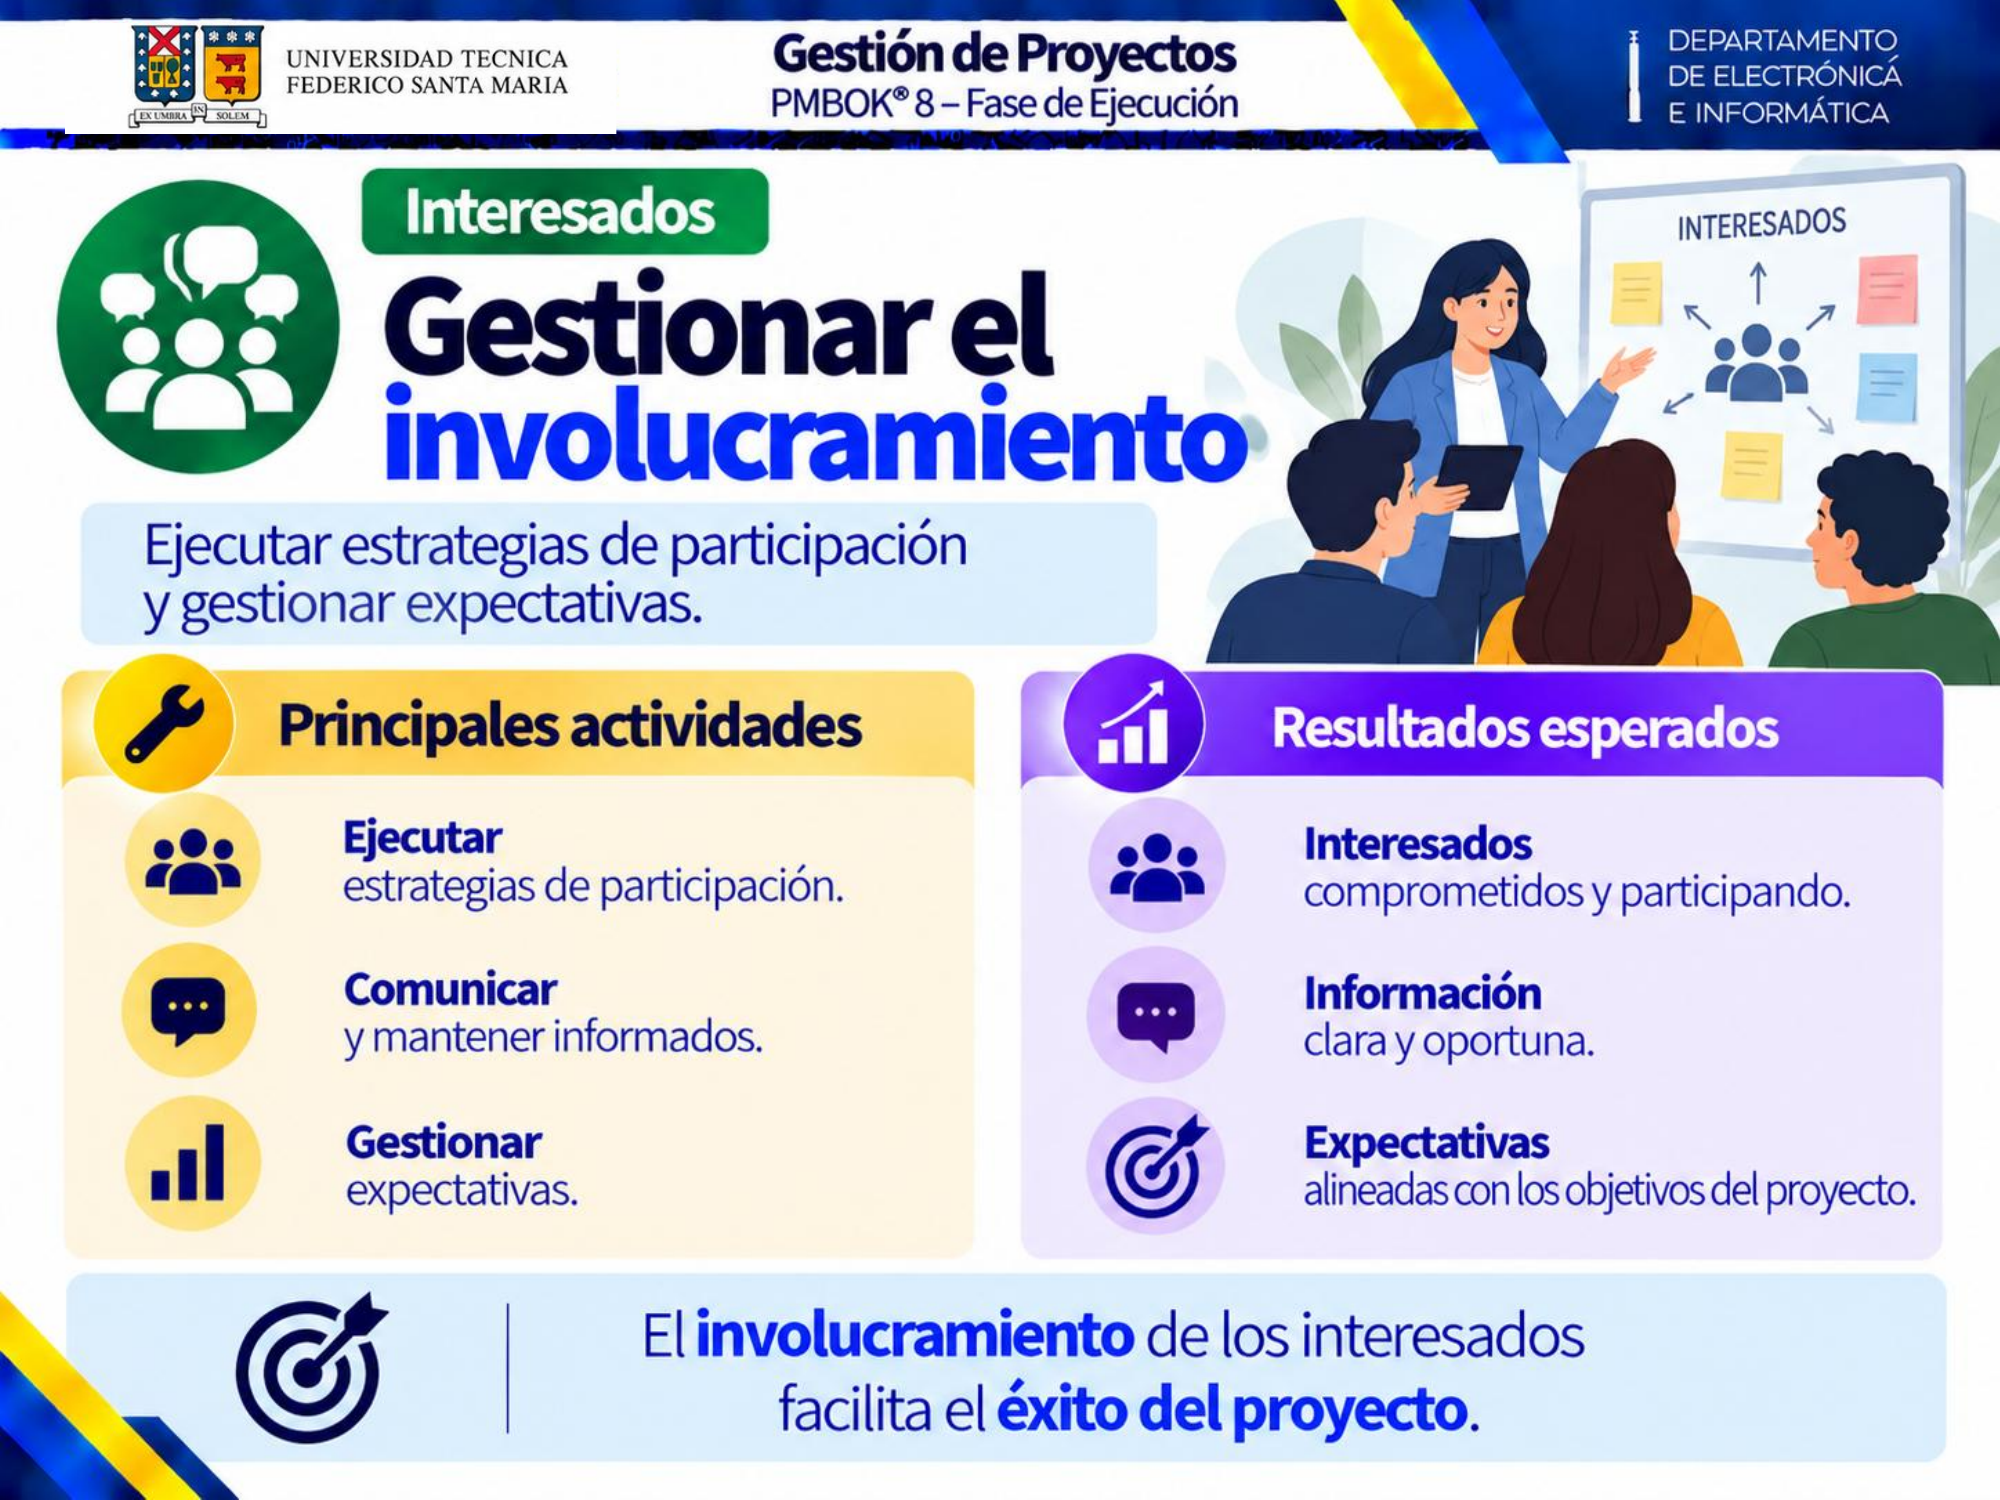 UNIVERSIDAD TECNICA
FEDERICO SANTA MARIA
EX UMBRA IN SOLEM
Gestión de Proyectos
PMBOK® 8 – Fase de Ejecución
DEPARTAMENTO
DE ELECTRÓNICÁ
E INFORMÁTICA
Interesados
Gestionar el
involucramiento
INTERESADOS
Ejecutar estrategias de participación
y gestionar expectativas.
Principales actividades
Ejecutar
estrategias de participación.
Comunicar
y mantener informados.
Gestionar
expectativas.
Resultados esperados
Interesados
comprometidos y participando.
Información
clara y oportuna.
Expectativas
alineadas con los objetivos del proyecto.
El involucramiento de los interesados
facilita el éxito del proyecto.